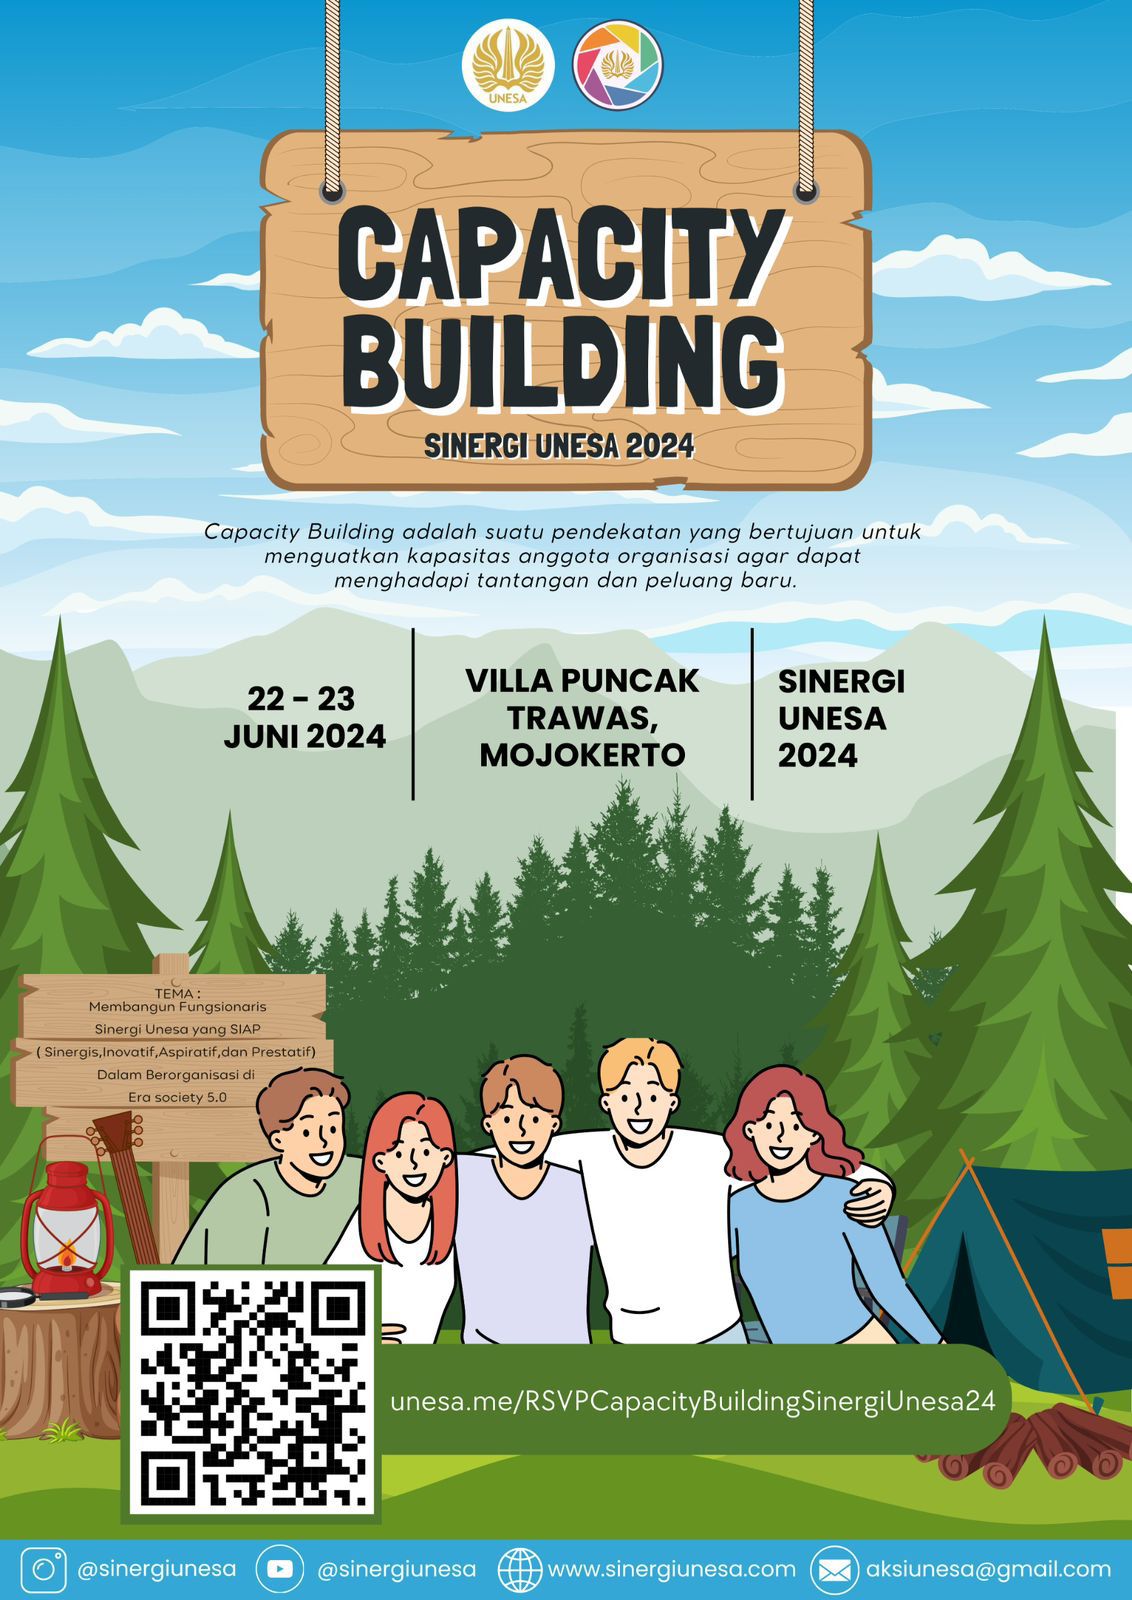 UNESA
CAPACITY
BUILDING
SINERGI UNESA 2024
Capacity Building adalah suatu pendekatan yang bertujuan untuk
menguatkan kapasitas anggota organisasi agar dapat
menghadapi tantangan dan peluang baru.
22 - 23
JUNI 2024
VILLA PUNCAK
TRAWAS,
MOJOKERTO
SINERGI
UNESA
2024
TEMA :
Membangun Fungsionaris
Sinergi Unesa yang SIAP
( Sinergis,Inovatif,Aspiratif,dan Prestatif)
Dalam Berorganisasi di
Era society 5.0
unesa.me/RSVPCapacityBuildingSinergiUnesa24
@sinergiunesa
@sinergiunesa
www.sinergiunesa.com
aksiunesa@gmail.com